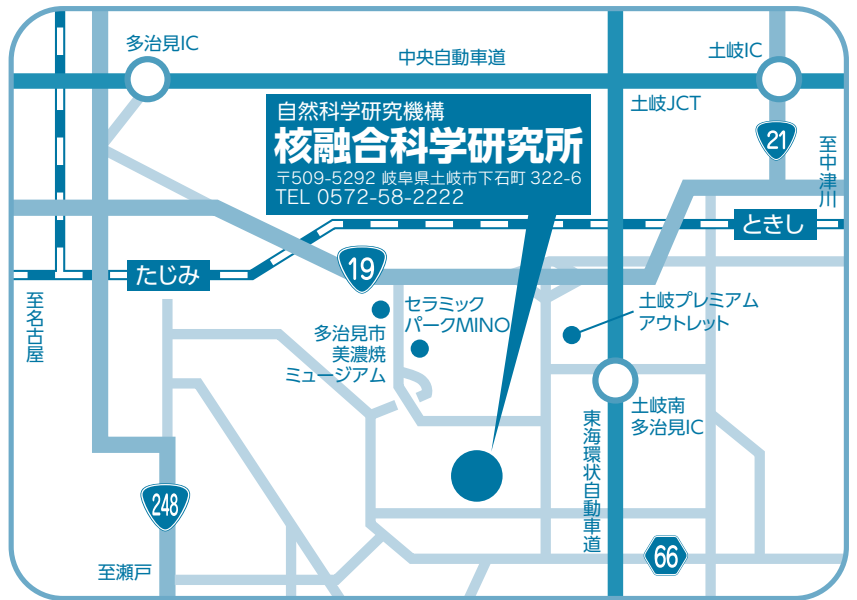 多治見IC
中央自動車道
土岐IC
土岐JCT
自然科学研究機構
核融合科学研究所
〒509-5292 岐阜県土岐市下石町 322-6
TEL 0572-58-2222
21
至中津川
ときし
たじみ
19
至名古屋
セラミック
パークMINO
多治見市
美濃焼
ミュージアム
土岐プレミアム
アウトレット
土岐南
多治見IC
東海環状自動車道
248
66
至瀬戸